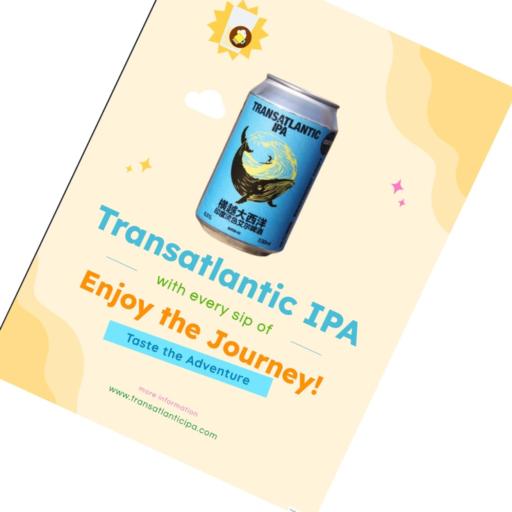 TRANSATLANTIC
IPA
横越大西洋
330ml
Transatlantic IPA
with every sip of
Enjoy the Journey!
Taste the Adventure
more information
www.transatlanticipa.com